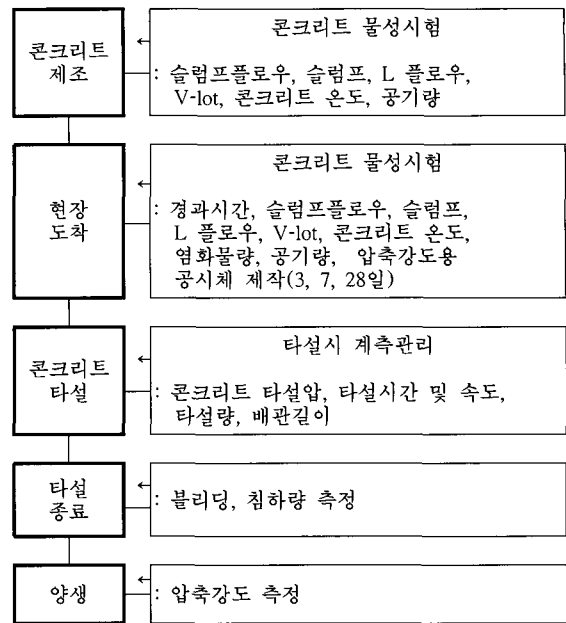 콘크리트
제조
콘크리트 물성시험
: 슬럼프플로우, 슬럼프, L 플로우,
V-lot, 콘크리트 온도, 공기량
현장
도착
콘크리트 물성시험
: 경과시간, 슬럼프플로우, 슬럼프,
L 플로우, V-lot, 콘크리트 온도,
염화물량, 공기량, 압축강도용
공시체 제작(3, 7, 28일)
콘크리트
타설
타설시 계측관리
: 콘크리트 타설압, 타설시간 및 속도,
타설량, 배관길이
타설
종료
: 블리딩, 침하량 측정
양생
: 압축강도 측정